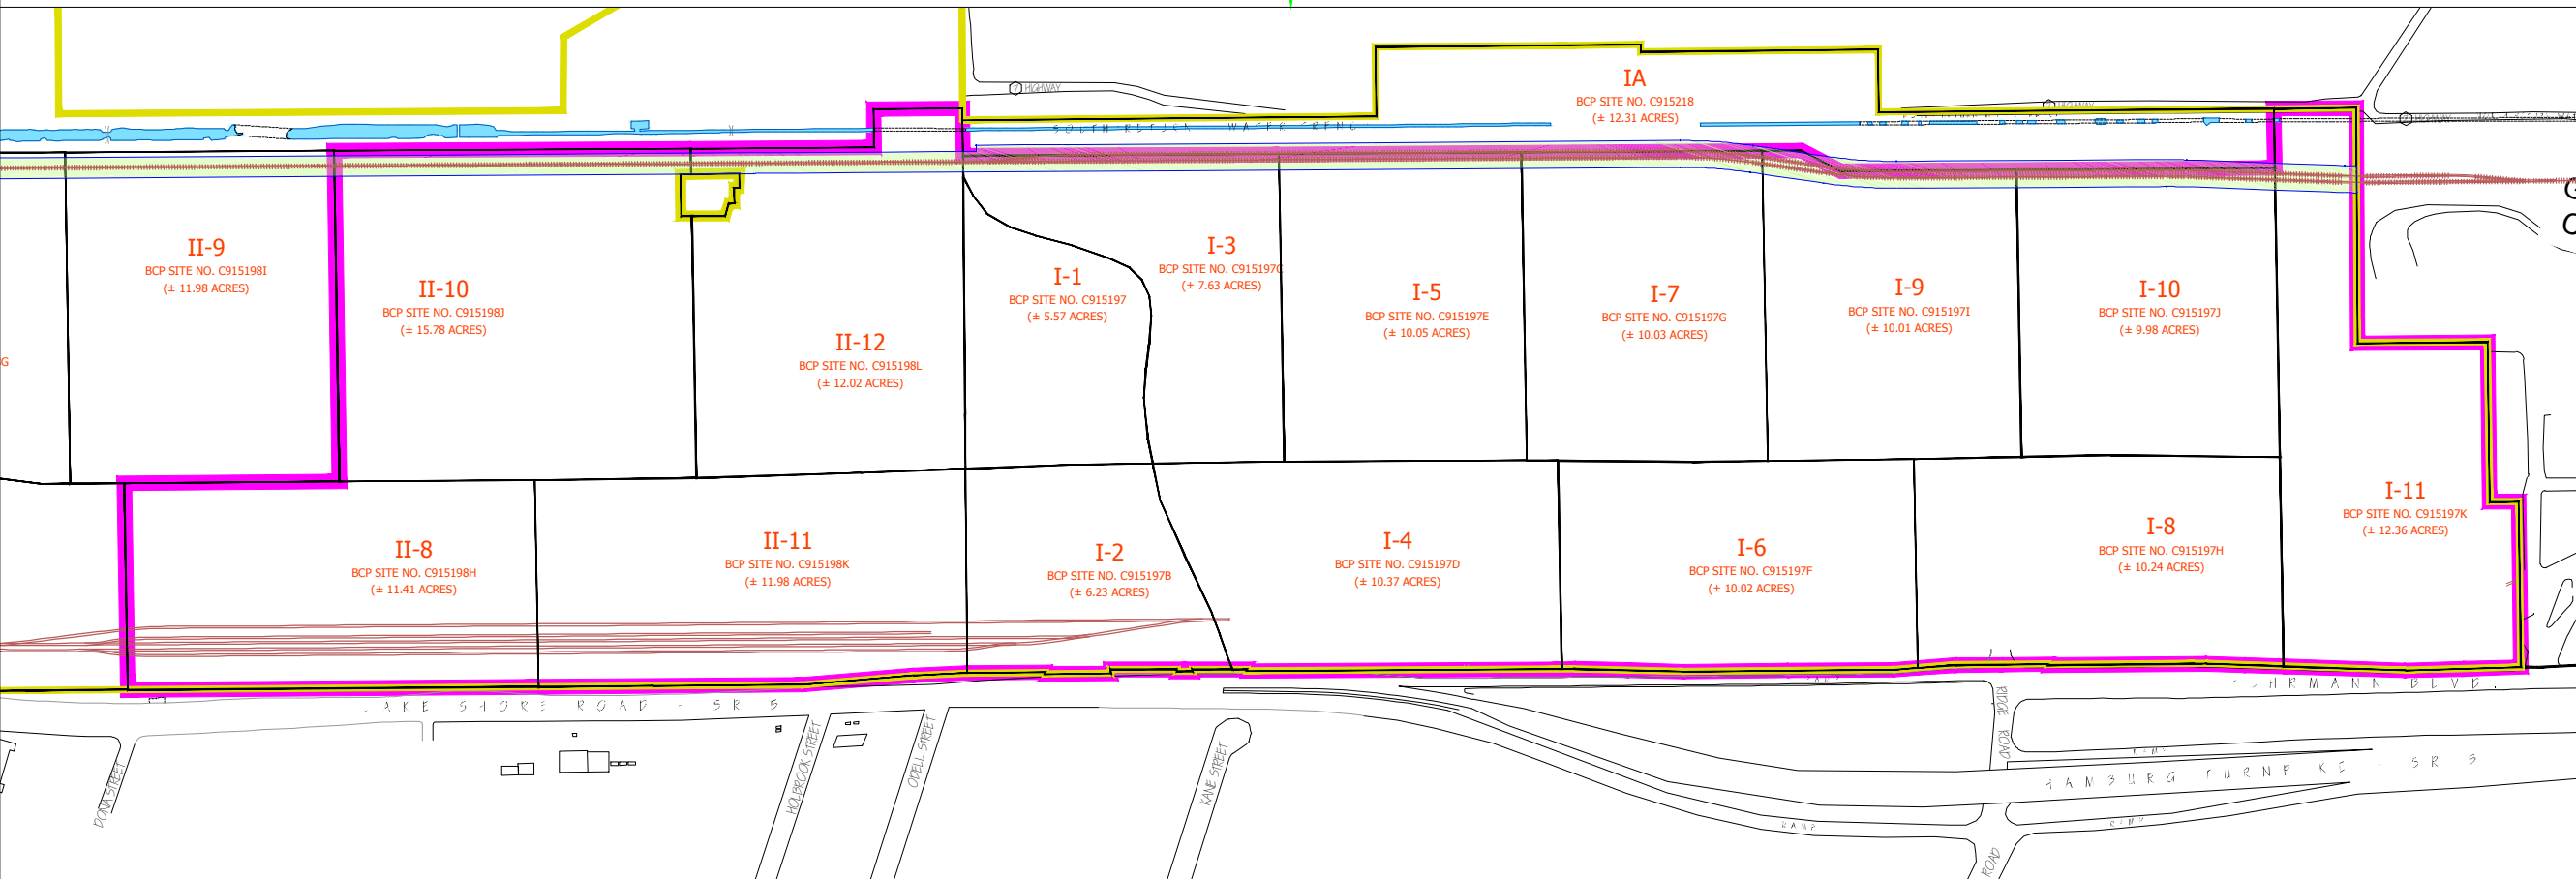 HIGHWAY
IA
BCP SITE NO. C915218
(± 12.31 ACRES)
HIGHWAY
II-9
BCP SITE NO. C915198I
(± 11.98 ACRES)
II-10
BCP SITE NO. C915198J
(± 15.78 ACRES)
II-12
BCP SITE NO. C915198L
(± 12.02 ACRES)
I-1
BCP SITE NO. C915197
(± 5.57 ACRES)
I-3
BCP SITE NO. C915197C
(± 7.63 ACRES)
I-5
BCP SITE NO. C915197E
(± 10.05 ACRES)
I-7
BCP SITE NO. C915197G
(± 10.03 ACRES)
I-9
BCP SITE NO. C915197I
(± 10.01 ACRES)
I-10
BCP SITE NO. C915197J
(± 9.98 ACRES)
G
II-8
BCP SITE NO. C915198H
(± 11.41 ACRES)
II-11
BCP SITE NO. C915198K
(± 11.98 ACRES)
I-2
BCP SITE NO. C915197B
(± 6.23 ACRES)
I-4
BCP SITE NO. C915197D
(± 10.37 ACRES)
I-6
BCP SITE NO. C915197F
(± 10.02 ACRES)
I-8
BCP SITE NO. C915197H
(± 10.24 ACRES)
I-11
BCP SITE NO. C915197K
(± 12.36 ACRES)
SHORE ROAD - SR 5
BLVD.
DONA STREET
HOLBROOK STREET
ODELL STREET
KANE STREET
RIDGE ROAD
HAMBURG SR 5
RAMP
ROAD